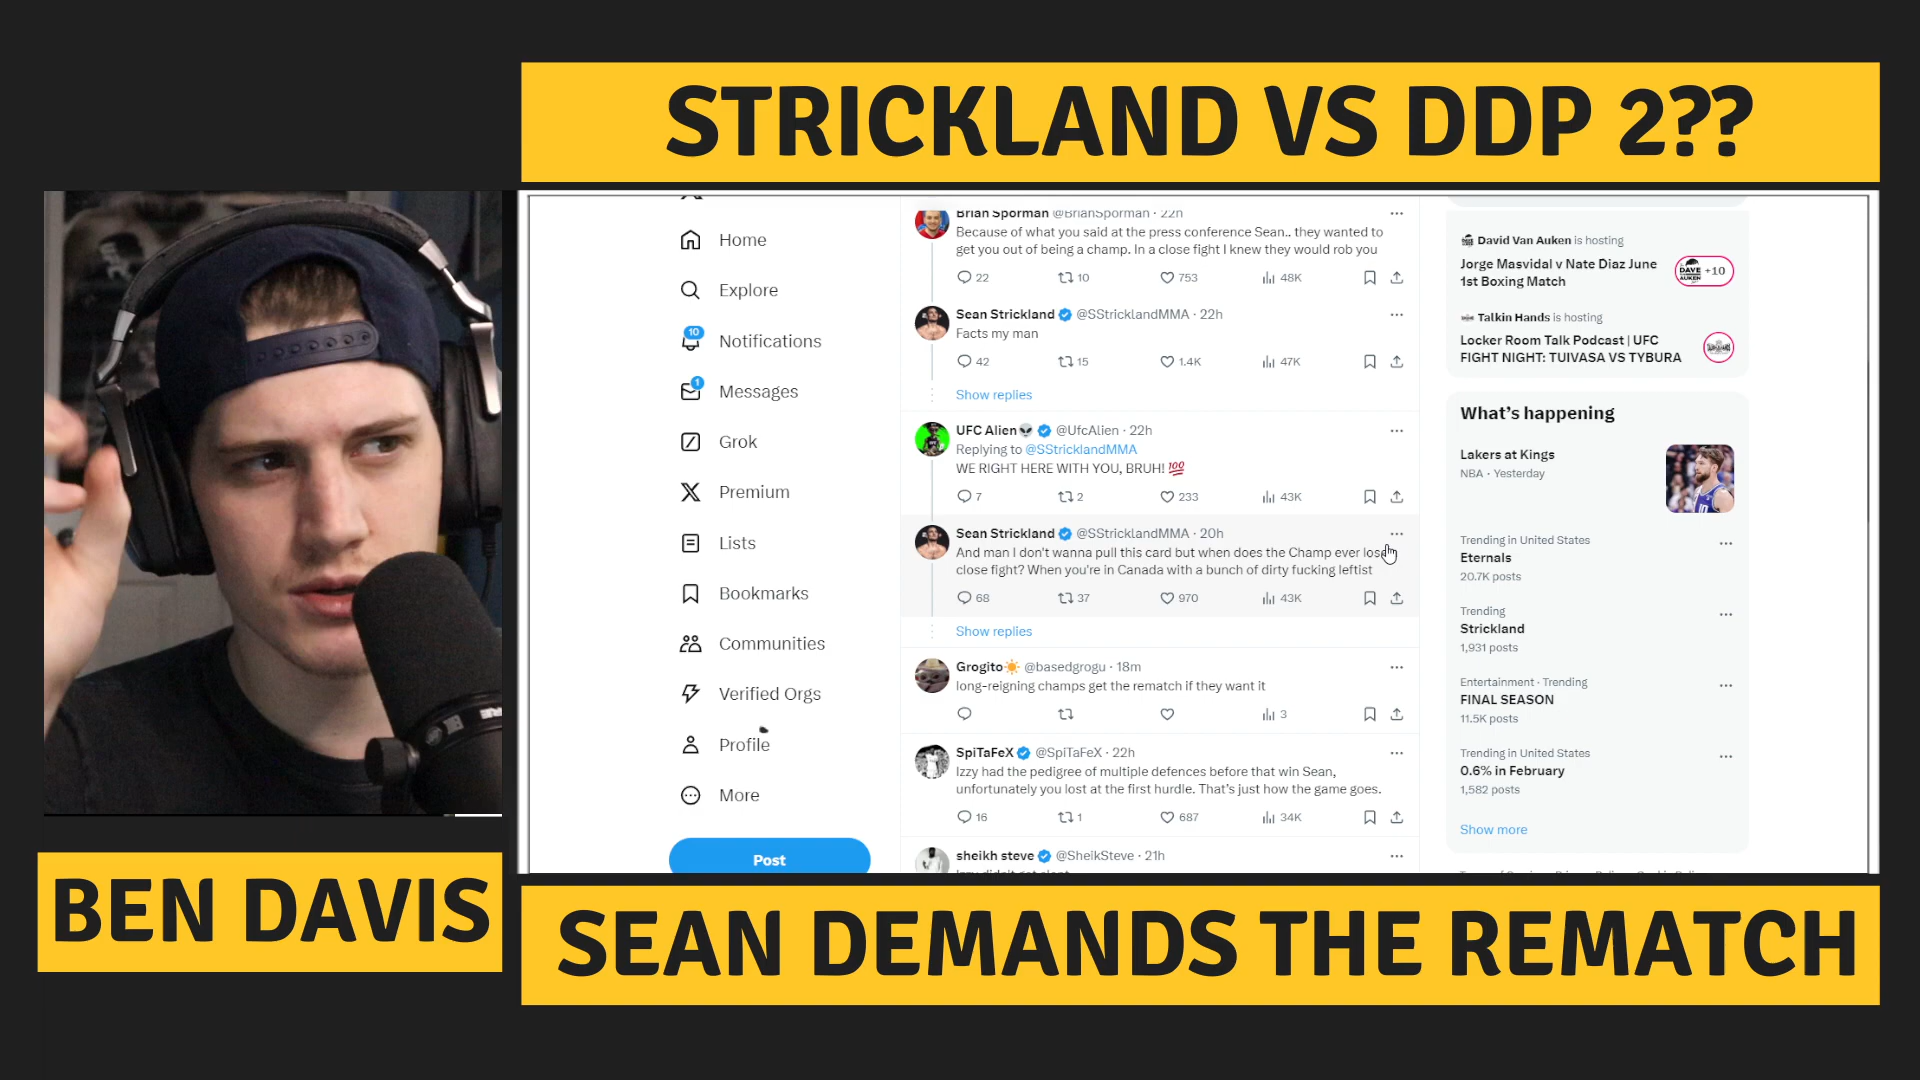 STRICKLAND VS DDP 2??
Home
Explore
10
Notifications
1
Messages
Grok
Premium
Lists
Bookmarks
Communities
Verified Orgs
Profile
More
Post
Brian Sporman @BrianSporman · 22h
Because of what you said at the press conference Sean.. they wanted to
get you out of being a champ. In a close fight I knew they would rob you
22 10 753 48K
Sean Strickland @SStricklandMMA · 22h
Facts my man
42 15 1.4K 47K
Show replies
UFC Alien👽 @UfcAlien · 22h
Replying to @SStricklandMMA
WE RIGHT HERE WITH YOU, BRUH! 💯
7 2 233 43K
Sean Strickland @SStricklandMMA · 20h
And man I don't wanna pull this card but when does the Champ ever
close fight? When you're in Canada with a bunch of dirty fucking leftist
68 37 970 43K
Show replies
Grogito☀️ @basedgrogu · 18m
long-reigning champs get the rematch if they want it
3
SpiTaFeX @SpiTaFeX · 22h
Izzy had the pedigree of multiple defences before that win Sean,
unfortunately you lost at the first hurdle. That's just how the game goes.
16 1 687 34K
sheikh steve @SheikSteve · 21h
David Van Auken is hosting
Jorge Masvidal v Nate Diaz June
1st Boxing Match
+10
Talkin Hands is hosting
Locker Room Talk Podcast | UFC
FIGHT NIGHT: TUIVASA VS TYBURA
What's happening
Lakers at Kings
NBA · Yesterday
Trending in United States
Eternals
20.7K posts
Trending
Strickland
1,931 posts
Entertainment · Trending
FINAL SEASON
11.5K posts
Trending in United States
0.6% in February
1,582 posts
Show more
BEN DAVIS
SEAN DEMANDS THE REMATCH